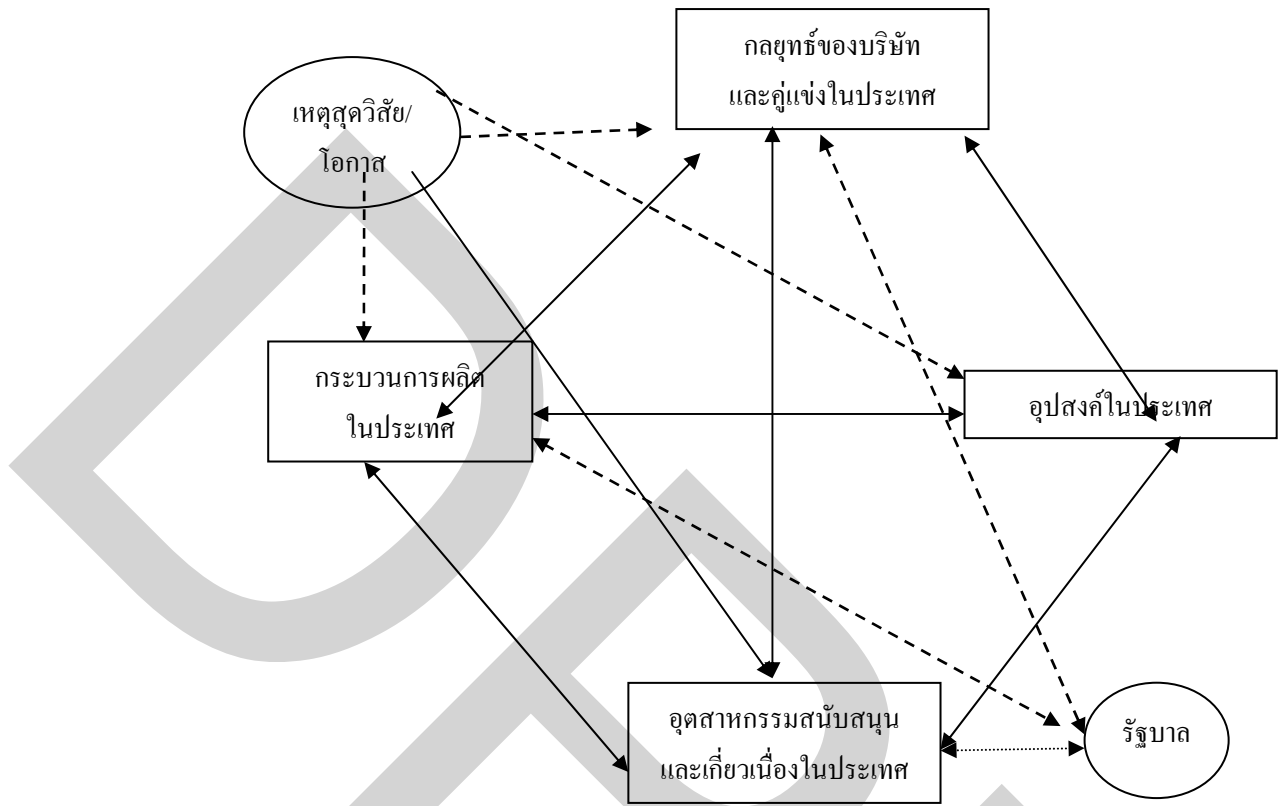 กลยุทธ์ของบริษัท
และคู่แข่งในประเทศ
เหตุสุดวิสัย/
โอกาส
กระบวนการผลิต
ในประเทศ
อุปสงค์ในประเทศ
อุตสาหกรรมสนับสนุน
และเกี่ยวเนื่องในประเทศ
รัฐบาล